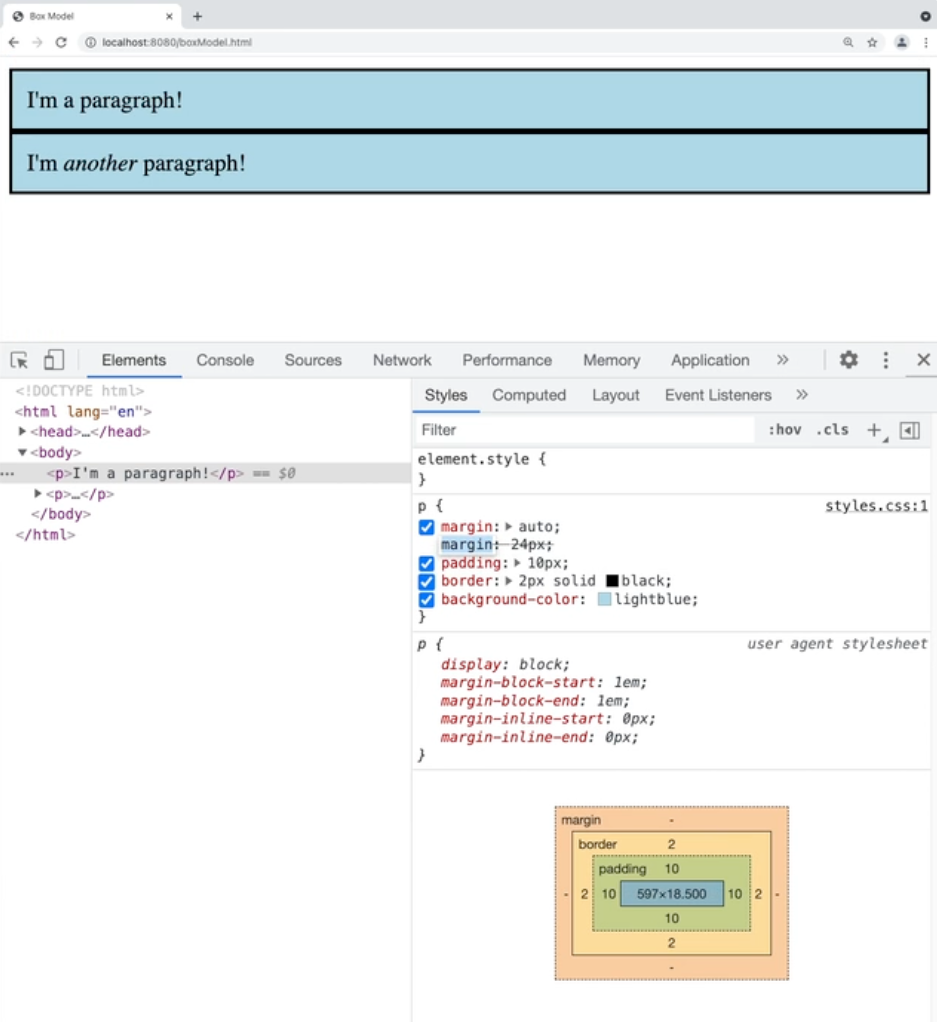 Box Model
localhost:8080/boxModel.html
I'm a paragraph!
I'm another paragraph!
Elements Console Sources Network Performance Memory Application »
<!DOCTYPE html>
<html lang="en">
<head>…</head>
<body>
<p>I'm a paragraph!</p> == $0
<p>…</p>
</body>
</html>
Styles Computed Layout Event Listeners »
Filter :hov .cls +
element.style {
}
p { styles.css:1
margin: auto;
margin: 24px;
padding: 10px;
border: 2px solid black;
background-color: lightblue;
}
p { user agent stylesheet
display: block;
margin-block-start: 1em;
margin-block-end: 1em;
margin-inline-start: 0px;
margin-inline-end: 0px;
}
margin -
border 2
padding 10
- 2 10 597×18.500 10 2 -
10
2
-